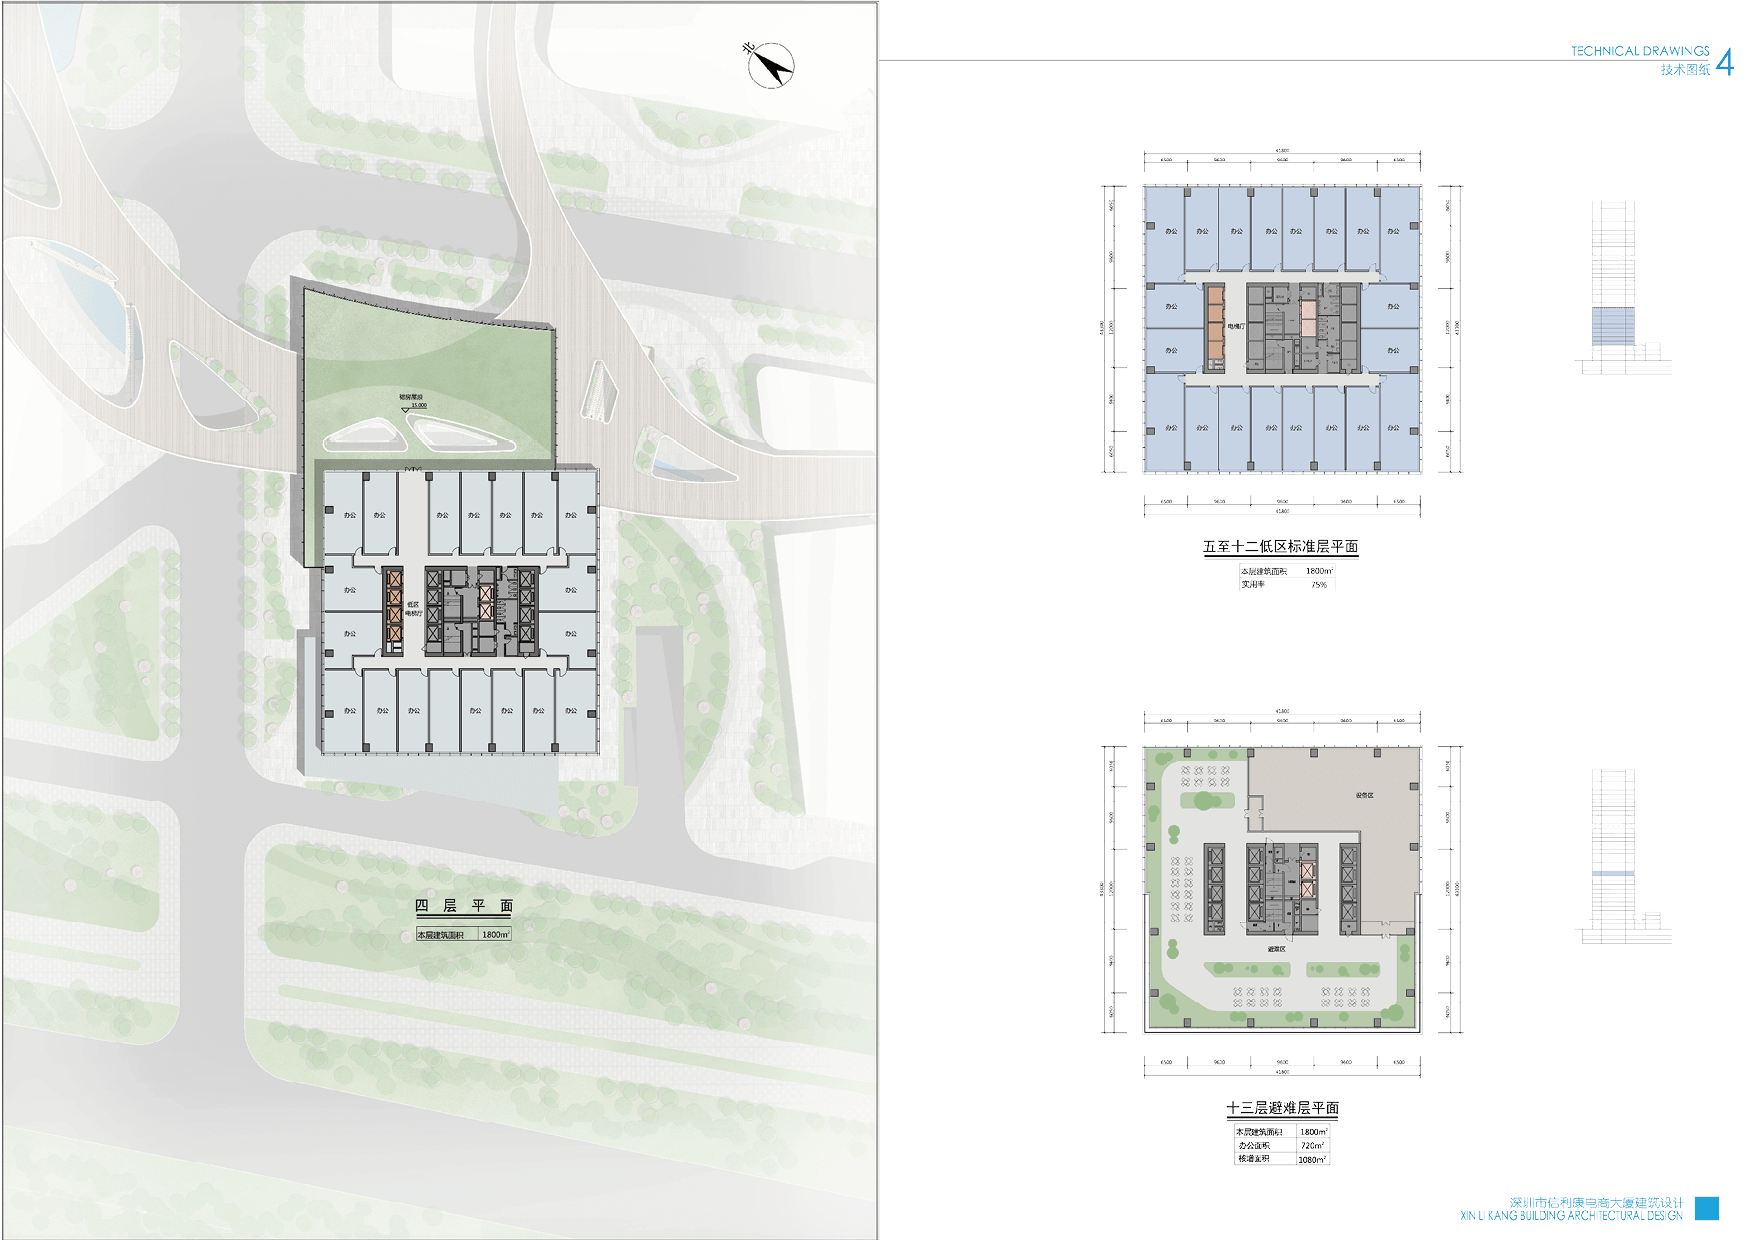 北
裙房屋顶
15.000
办公 办公 办公 办公 办公 办公 办公
办公 办公
低区
电梯厅
办公 办公
办公 办公 办公 办公 办公 办公 办公
四 层 平 面
本层建筑面积 1800m²
TECHNICAL DRAWINGS 4
技术图纸
41800
6500 9600 9600 9600 6500
办公 办公 办公 办公 办公 办公 办公 办公
办公 办公
电梯厅
办公 办公
办公 办公 办公 办公 办公 办公 办公 办公
6500 9600 9600 9600 6500
41800
五至十二低区标准层平面
本层建筑面积 1800m²
实用率 75%
41800
6500 9600 9600 9600 6500
设备区
避难区
6500 9600 9600 9600 6500
41800
十三层避难层平面
本层建筑面积 1800m²
办公面积 720m²
核增面积 1080m²
深圳市信利康电商大厦建筑设计
XIN LI KANG BUILDING ARCHITECTURAL DESIGN